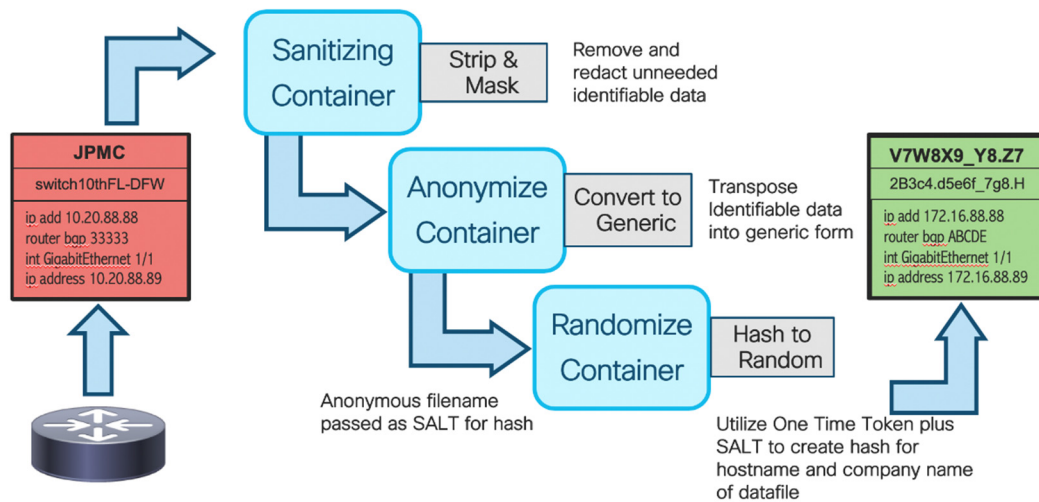 Sanitizing
Container
Strip &
Mask
Remove and
redact unneeded
identifiable data
JPMC
switch10thFL-DFW
ip add 10.20.88.88
router bgp 33333
int GigabitEthernet 1/1
ip address 10.20.88.89
Anonymize
Container
Convert to
Generic
Transpose
Identifiable data
into generic form
V7W8X9_Y8.Z7
2B3c4.d5e6f_7g8.H
ip add 172.16.88.88
router bgp ABCDE
int GigabitEthernet 1/1
ip address 172.16.88.89
Randomize
Container
Hash to
Random
Anonymous filename
passed as SALT for hash
Utilize One Time Token plus
SALT to create hash for
hostname and company name
of datafile